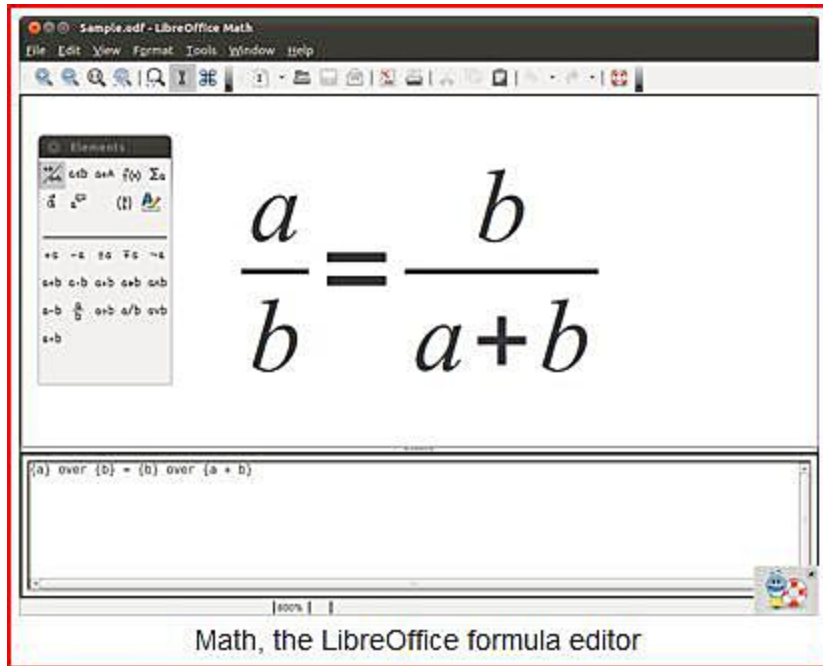 Sample.odf - LibreOffice Math
File Edit View Format Tools Window Help
Elements
a
b
=
b
a+b
{a} over {b} = {b} over {a + b}
800%
Math, the LibreOffice formula editor